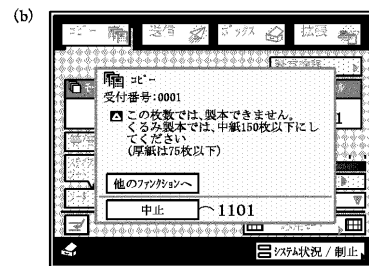 (b)
コピー 送信 ボックス 拡張
コピー
受付番号:0001
この枚数では、製本できません。
くるみ製本では、中紙150枚以下にし
てください
(厚紙は75枚以下)
1
他のファンクションへ
中止 1101
システム状況 / 中止